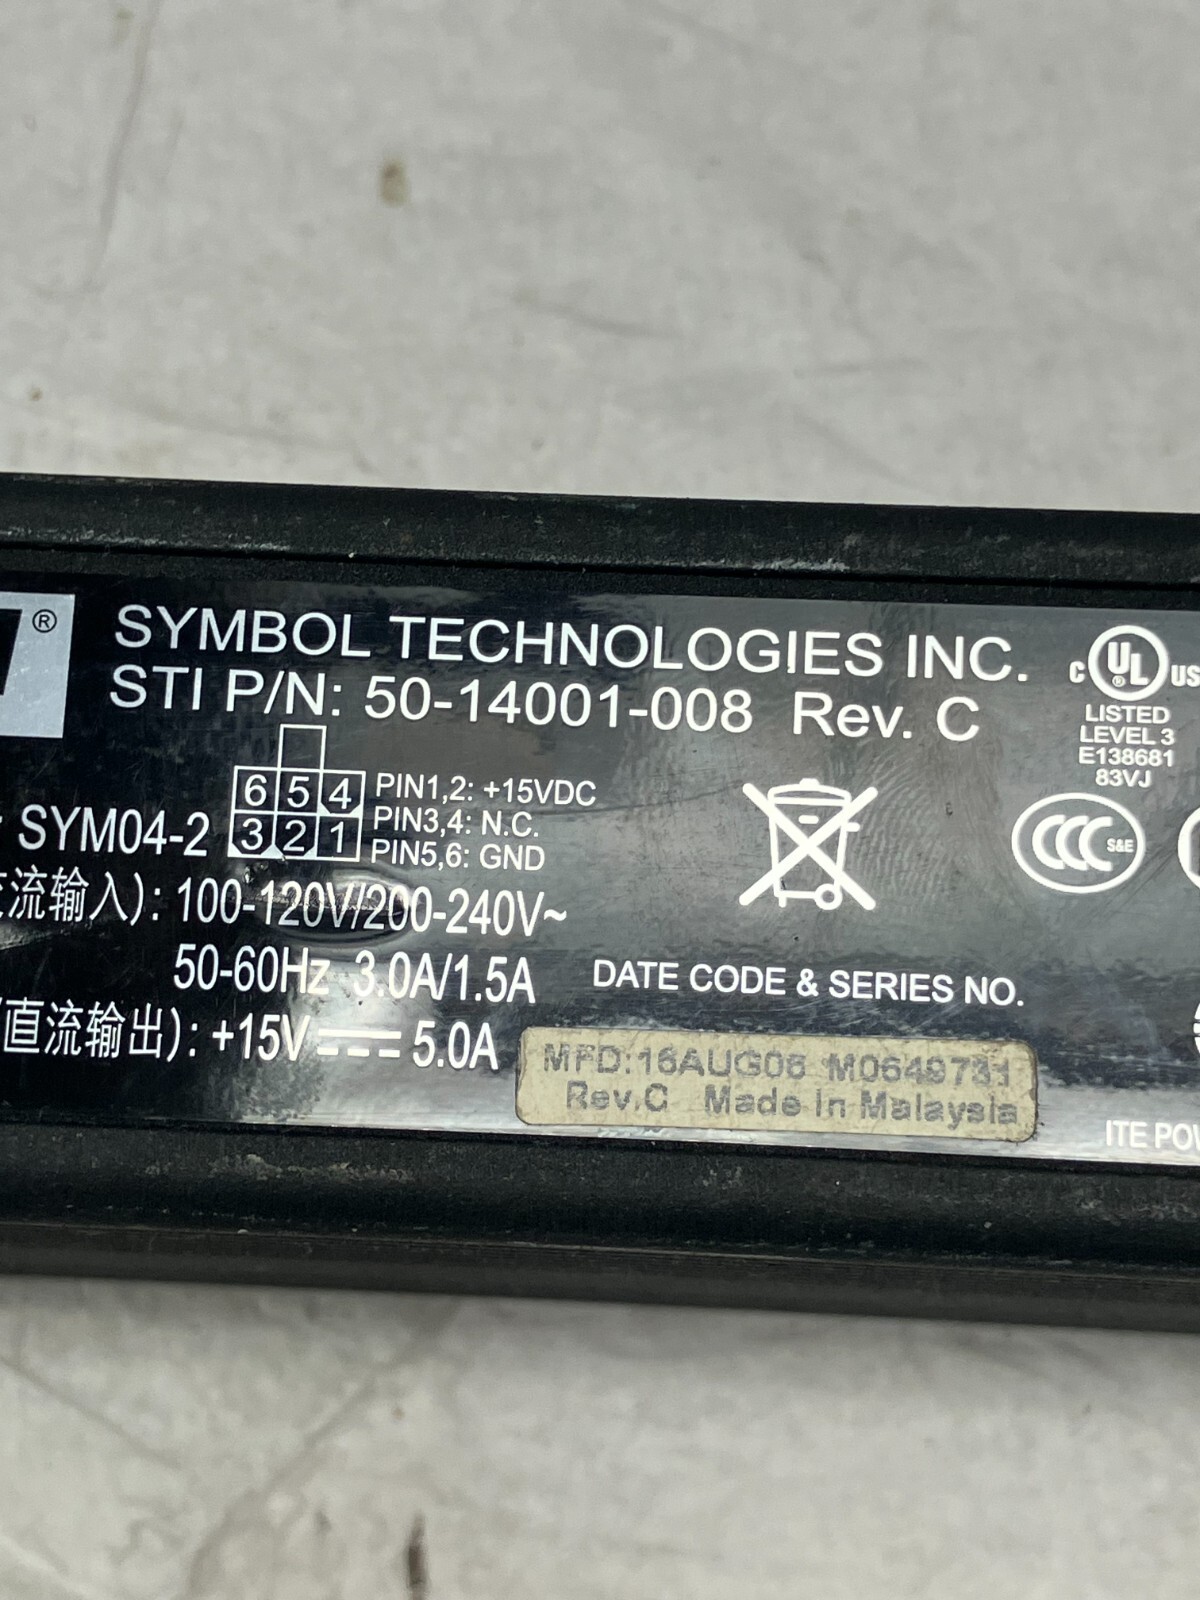 ®
SYMBOL TECHNOLOGIES INC.
STI P/N: 50-14001-008 Rev. C
C UL ® US
LISTED
LEVEL 3
E138681
83VJ
6 5 4
3 2 1
PIN1,2: +15VDC
PIN3,4: N.C.
PIN5,6: GND
SYM04-2
CCC S&E
流输入): 100-120V/200-240V~
50-60Hz 3.0A/1.5A
(直流输出): +15V 5.0A
DATE CODE & SERIES NO.
MFD:16AUG06 M0649731
Rev.C Made in Malaysia
ITE